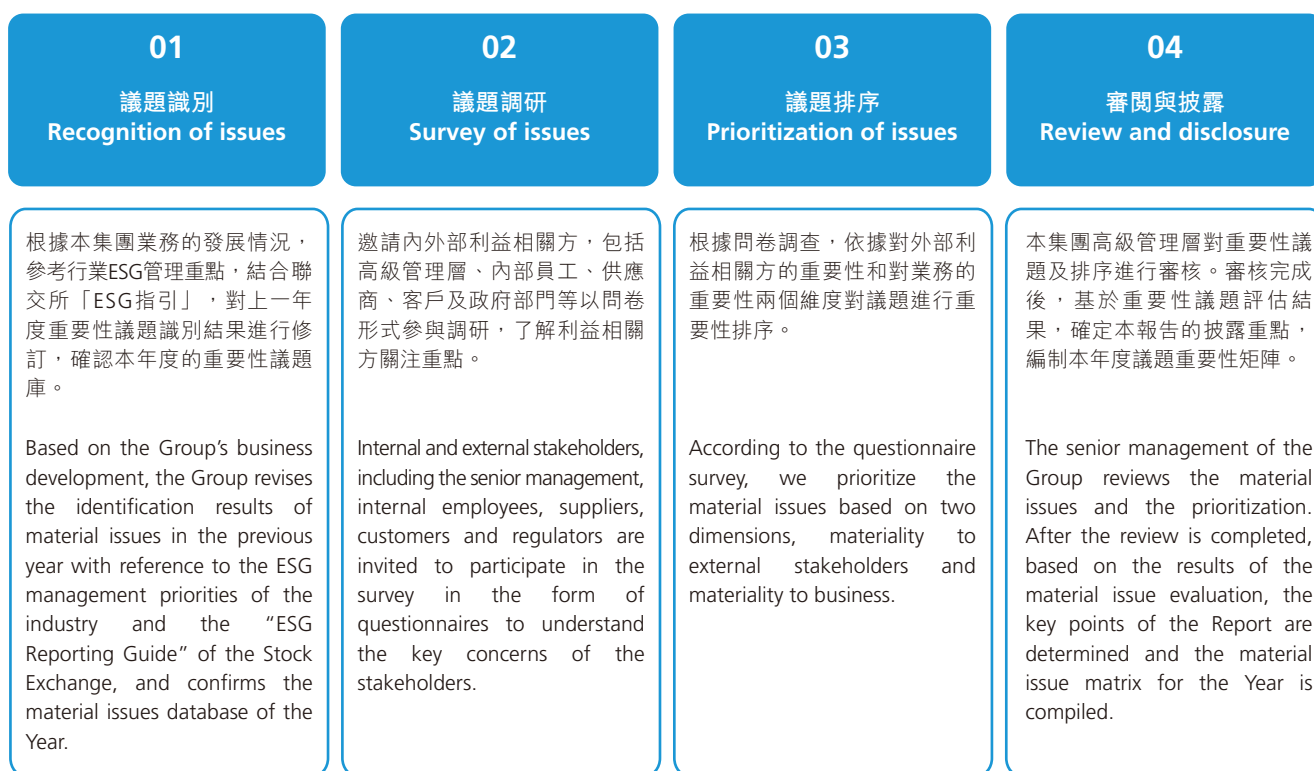 01
議題識別
Recognition of issues
根據本集團業務的發展情況，
參考行業ESG管理重點，結合聯
交所「ESG指引」，對上一年
度重要性議題識別結果進行修
訂，確認本年度的重要性議題
庫。
Based on the Group’s business
development, the Group revises
the identification results of
material issues in the previous
year with reference to the ESG
management priorities of the
industry and the “ESG
Reporting Guide” of the Stock
Exchange, and confirms the
material issues database of the
Year.
02
議題調研
Survey of issues
邀請內外部利益相關方，包括
高級管理層、內部員工、供應
商、客戶及政府部門等以問卷
形式參與調研，了解利益相關
方關注重點。
Internal and external stakeholders,
including the senior management,
internal employees, suppliers,
customers and regulators are
invited to participate in the
survey in the form of
questionnaires to understand
the key concerns of the
stakeholders.
03
議題排序
Prioritization of issues
根據問卷調查，依據對外部利
益相關方的重要性和對業務的
重要性兩個維度對議題進行重
要性排序。
According to the questionnaire
survey, we prioritize the
material issues based on two
dimensions, materiality to
external stakeholders and
materiality to business.
04
審閱與披露
Review and disclosure
本集團高級管理層對重要性議
題及排序進行審核。審核完成
後，基於重要性議題評估結
果，確定本報告的披露重點，
編制本年度議題重要性矩陣。
The senior management of the
Group reviews the material
issues and the prioritization.
After the review is completed,
based on the results of the
material issue evaluation, the
key points of the Report are
determined and the material
issue matrix for the Year is
compiled.